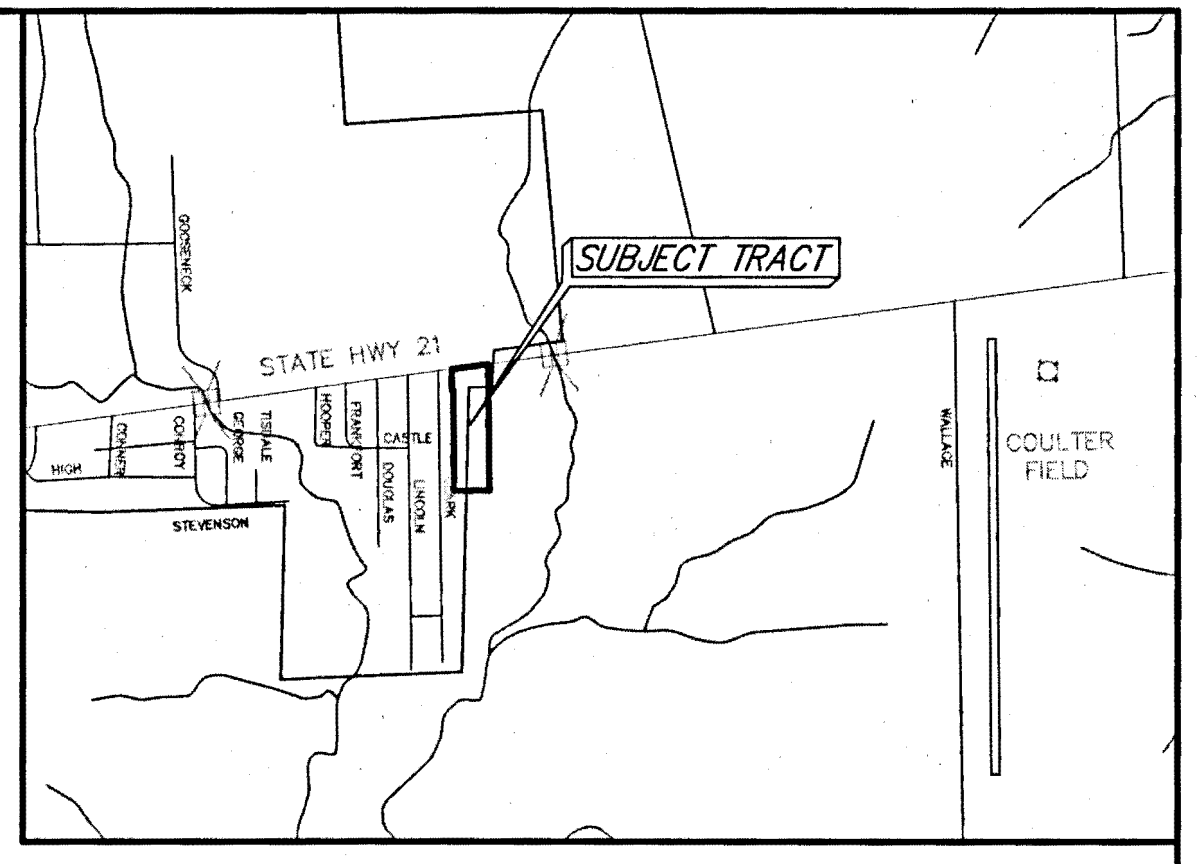 GOOSENECK
SUBJECT TRACT
STATE HWY 21
HIGH
CONNER
CONROY
GEORGE
TISDALE
HOOPER
FRANKFORT
CASTLE
DOUGLAS
LINCOLN
STEVENSON
WALLACE
COULTER
FIELD